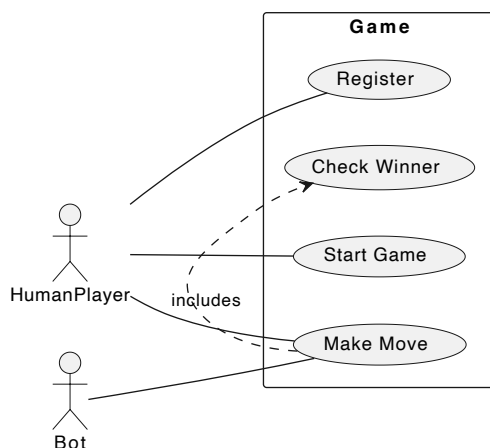 Game
Register
Check Winner
Start Game
HumanPlayer
includes
Make Move
Bot